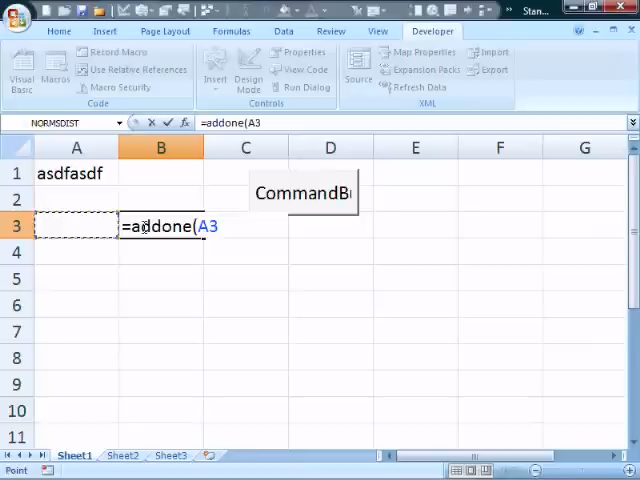 Stan...
Home Insert Page Layout Formulas Data Review View Developer
Visual Basic
Macros
Record Macro
Use Relative References
Macro Security
Code
Insert
Design Mode
Properties
View Code
Run Dialog
Controls
Source
Map Properties
Expansion Packs
Refresh Data
Import
Export
XML
NORMSDIST =addone(A3
A B C D E F G
1 asdfasdf
CommandBu
2
3 =addone(A3
4
5
6
7
8
9
10
11
Sheet1 Sheet2 Sheet3
Point